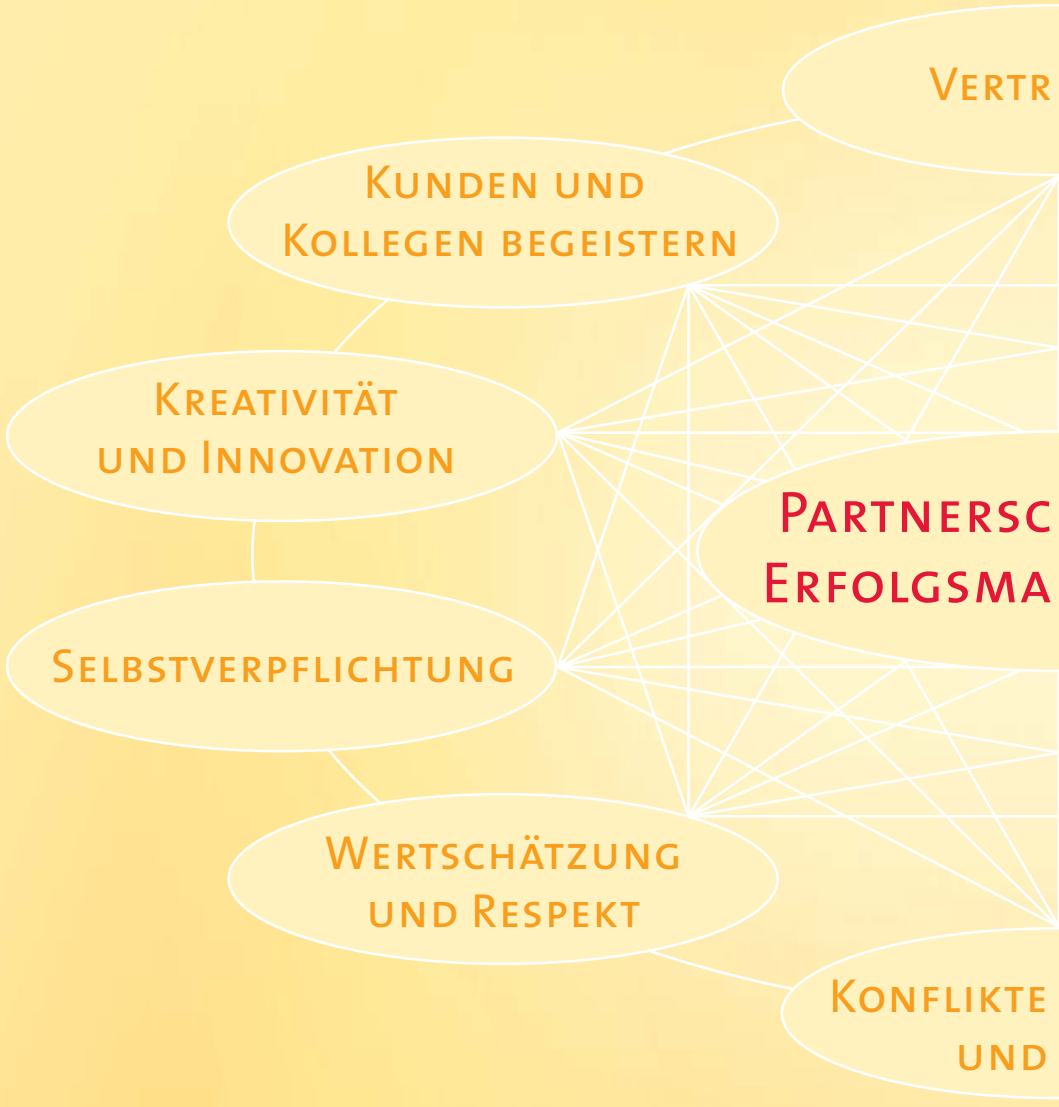 VERTR
KUNDEN UND
KOLLEGEN BEGEISTERN
KREATIVITÄT
UND INNOVATION
PARTNERSC
ERFOLGSMA
SELBSTVERPFLICHTUNG
WERTSCHÄTZUNG
UND RESPEKT
KONFLIKTE
UND